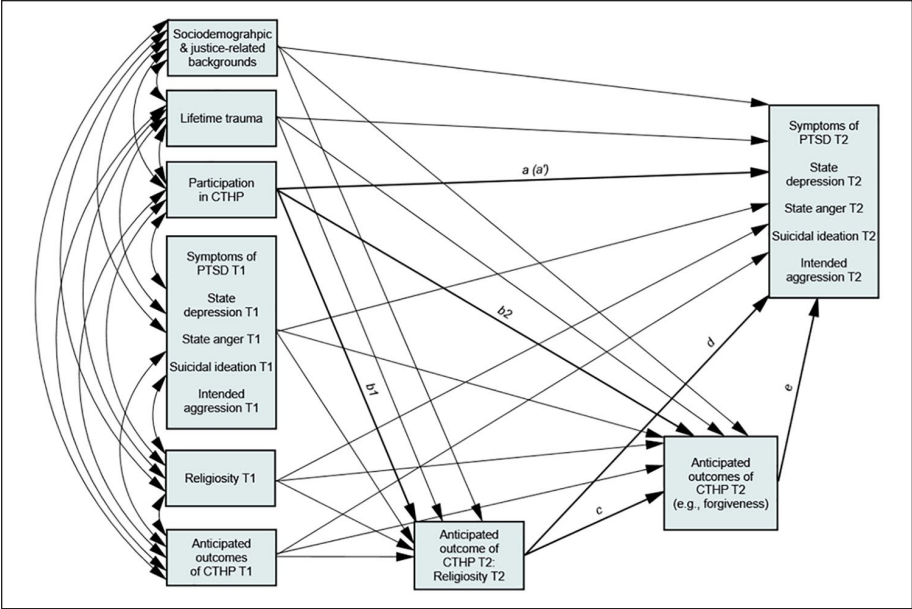 Sociodemograhpic
& justice-related
backgrounds
Lifetime trauma
Participation
in CTHP
Symptoms of
PTSD T1
State
depression T1
State anger T1
Suicidal ideation T1
Intended
aggression T1
Religiosity T1
Anticipated
outcomes
of CTHP T1
a (a')
b2
b1
d
c
e
Anticipated
outcome of
CTHP T2:
Religiosity T2
Anticipated
outcomes of
CTHP T2
(e.g., forgiveness)
Symptoms of
PTSD T2
State
depression T2
State anger T2
Suicidal ideation T2
Intended
aggression T2